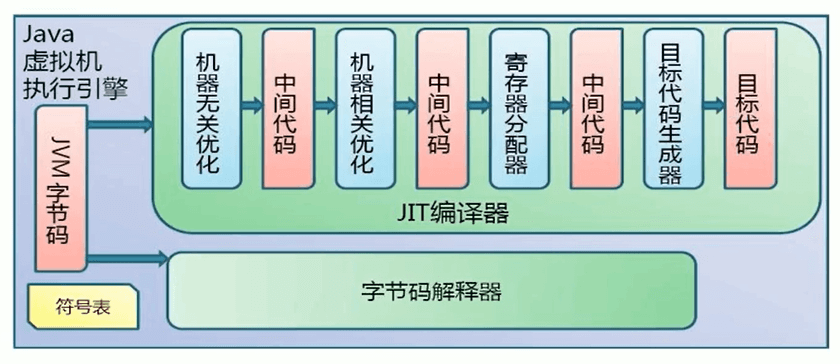 Java
虚拟机
执行引擎
JVM 字节码
机器无关优化
中间代码
机器相关优化
中间代码
寄存器分配器
中间代码
目标代码生成器
目标代码
JIT编译器
字节码解释器
符号表